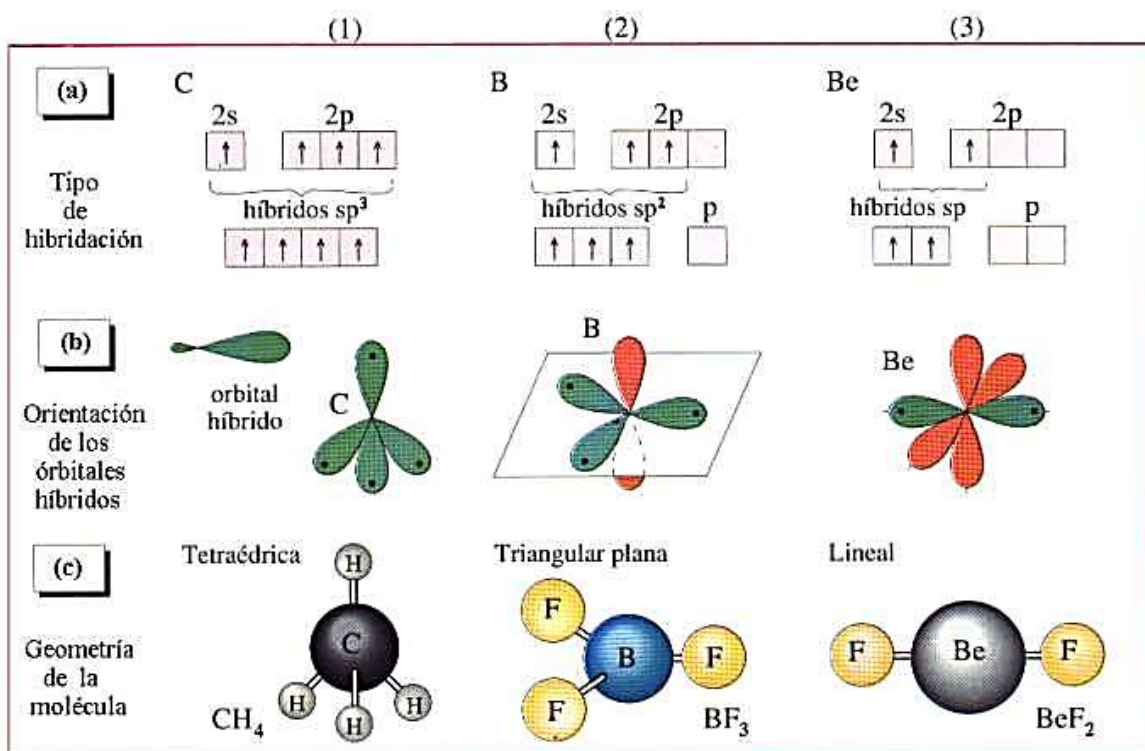 (1) (2) (3)
(a)
Tipo
de
hibridación
C
2s 2p
↑ ↑ ↑ ↑
híbridos sp³
↑ ↑ ↑ ↑
B
2s 2p
↑ ↑ ↑
híbridos sp² p
↑ ↑ ↑
Be
2s 2p
↑ ↑
híbridos sp p
↑ ↑
(b)
Orientación
de los
órbitales
híbridos
orbital
híbrido
C
B
Be
(c)
Geometría
de la
molécula
Tetraédrica
H
C
H H H
CH₄
Triangular plana
F
B F
F
BF₃
Lineal
F Be F
BeF₂